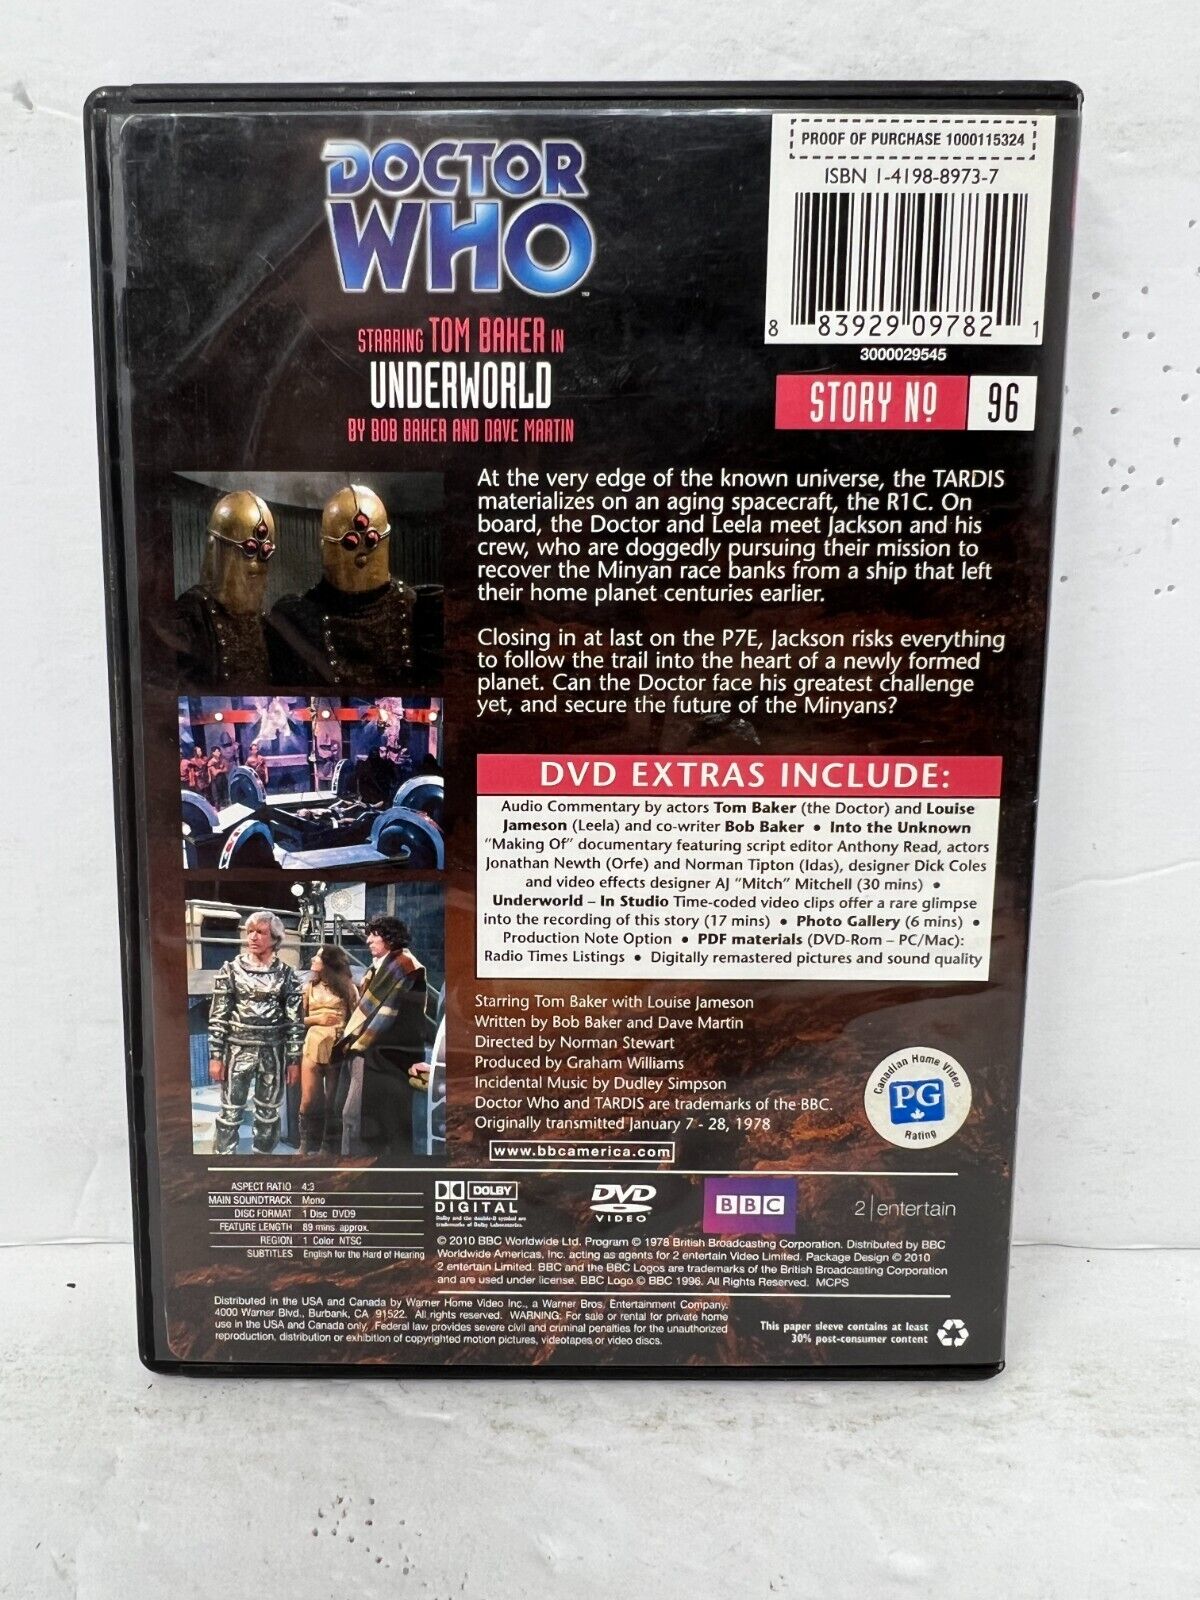 DOCTOR
WHO
™
STARRING TOM BAKER IN
UNDERWORLD
BY BOB BAKER AND DAVE MARTIN
PROOF OF PURCHASE 1000115324
ISBN 1-4198-8973-7
8 83929 09782 1
3000029545
STORY Nº 96
At the very edge of the known universe, the TARDIS
materializes on an aging spacecraft, the R1C. On
board, the Doctor and Leela meet Jackson and his
crew, who are doggedly pursuing their mission to
recover the Minyan race banks from a ship that left
their home planet centuries earlier.
Closing in at last on the P7E, Jackson risks everything
to follow the trail into the heart of a newly formed
planet. Can the Doctor face his greatest challenge
yet, and secure the future of the Minyans?
DVD EXTRAS INCLUDE:
Audio Commentary by actors Tom Baker (the Doctor) and Louise
Jameson (Leela) and co-writer Bob Baker • Into the Unknown
"Making Of" documentary featuring script editor Anthony Read, actors
Jonathan Newth (Orfe) and Norman Tipton (Idas), designer Dick Coles
and video effects designer AJ "Mitch" Mitchell (30 mins) •
Underworld – In Studio Time-coded video clips offer a rare glimpse
into the recording of this story (17 mins) • Photo Gallery (6 mins) •
Production Note Option • PDF materials (DVD-Rom – PC/Mac):
Radio Times Listings • Digitally remastered pictures and sound quality
Starring Tom Baker with Louise Jameson
Written by Bob Baker and Dave Martin
Directed by Norman Stewart
Produced by Graham Williams
Incidental Music by Dudley Simpson
Doctor Who and TARDIS are trademarks of the BBC.
Originally transmitted January 7 - 28, 1978
www.bbcamerica.com
Canadian Home Video
PG
Rating
ASPECT RATIO 4:3
MAIN SOUNDTRACK Mono
DISC FORMAT 1 Disc DVD9
FEATURE LENGTH 89 mins. approx.
REGION 1 Color NTSC
SUBTITLES English for the Hard of Hearing
DOLBY
DIGITAL
Dolby and the double-D symbol are
trademarks of Dolby Laboratories.
DVD
VIDEO
BBC
2 | entertain
© 2010 BBC Worldwide Ltd. Program © 1978 British Broadcasting Corporation. Distributed by BBC
Worldwide Americas, Inc. acting as agents for 2 entertain Video Limited. Package Design © 2010
2 entertain Limited. BBC and the BBC Logos are trademarks of the British Broadcasting Corporation
and are used under license. BBC Logo © BBC 1996. All Rights Reserved. MCPS
Distributed in the USA and Canada by Warner Home Video Inc., a Warner Bros. Entertainment Company.
4000 Warner Blvd., Burbank, CA 91522. All rights reserved. WARNING: For sale or rental for private home
use in the USA and Canada only. Federal law provides severe civil and criminal penalties for the unauthorized
reproduction, distribution or exhibition of copyrighted motion pictures, videotapes or video discs.
This paper sleeve contains at least
30% post-consumer content